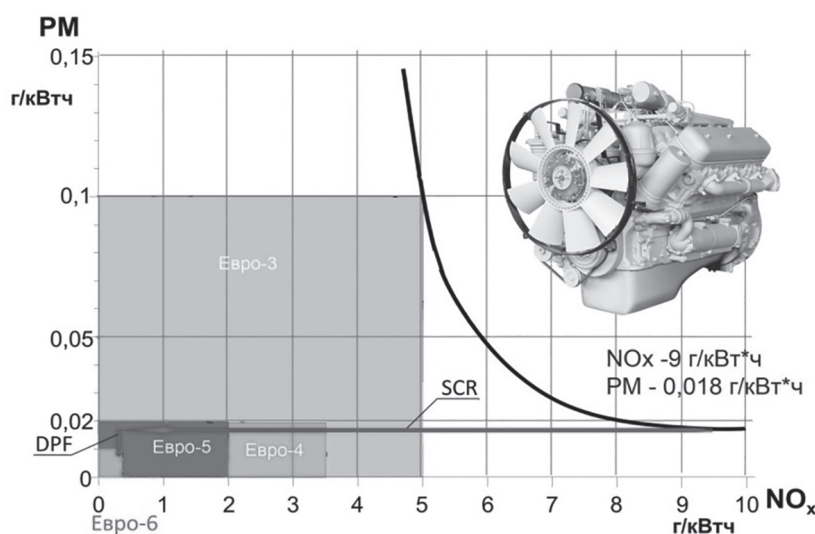 PM
0,15
г/кВтч
0,1
Евро-3
0,05
NOx -9 г/кВт*ч
PM - 0,018 г/кВт*ч
SCR
0,02
DPF
Евро-5
Евро-4
0
0 1 2 3 4 5 6 7 8 9 10 NOx
Евро-6
г/кВтч